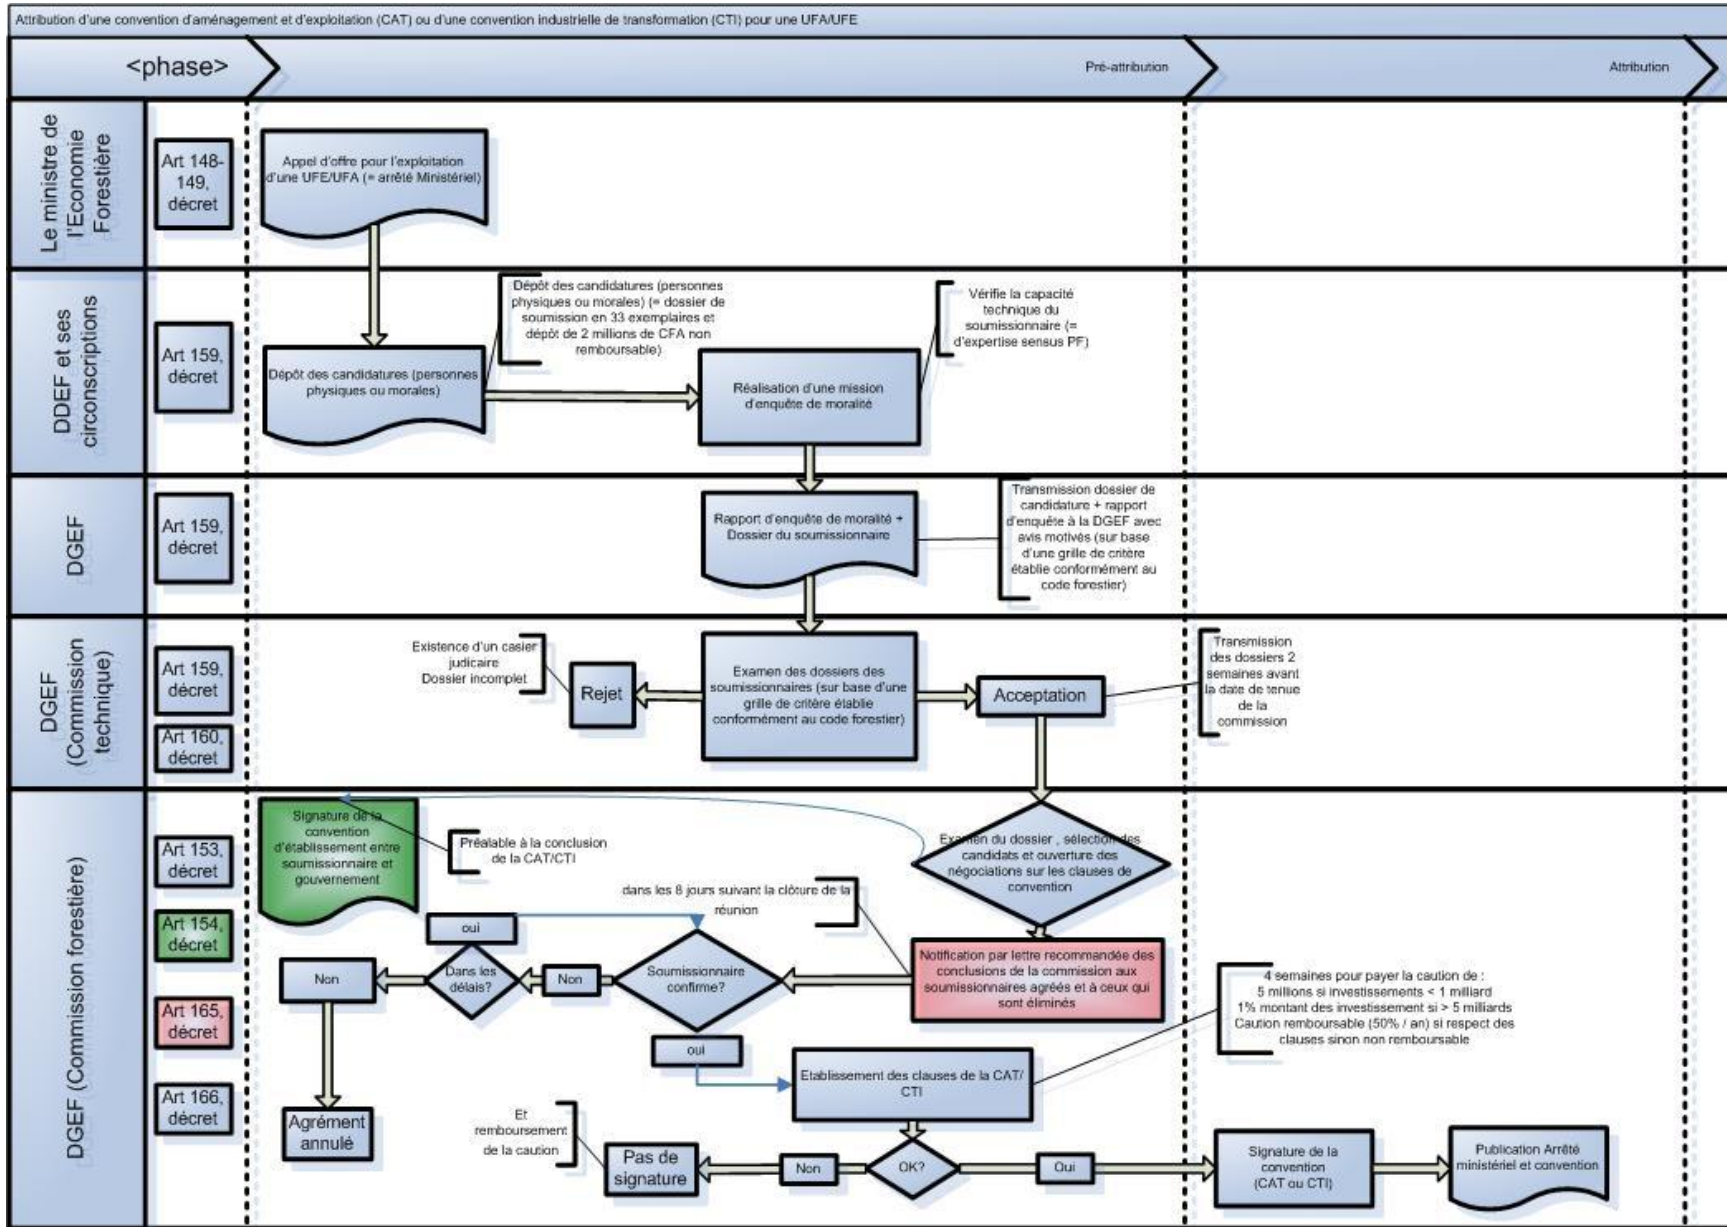 Attribution d'une convention d'aménagement et d'exploitation (CAT) ou d'une convention industrielle de transformation (CTI) pour une UFA/UFE
<phase>
Pré-attribution
Attribution
Le ministre de
l'Economie
Forestière
Art 148-
149,
décret
Appel d'offre pour l'exploitation
d'une UFE/UFA (= arrêté Ministériel)
DDEF et ses
circonscriptions
Art 159,
décret
Dépôt des candidatures (personnes
physiques ou morales)
Dépôt des candidatures (personnes
physiques ou morales) (= dossier de
soumission en 33 exemplaires et
dépôt de 2 millions de CFA non
remboursable)
Réalisation d'une mission
d'enquête de moralité
Vérifie la capacité
technique du
soumissionnaire (=
d'expertise sensus PF)
DGEF
Art 159,
décret
Rapport d'enquête de moralité +
Dossier du soumissionnaire
Transmission dossier de
candidature + rapport
d'enquête à la DGEF avec
avis motivés (sur base
d'une grille de critère
établie conformément au
code forestier)
DGEF
(Commission
technique)
Art 159,
décret
Art 160,
décret
Existence d'un casier
judicaire
Dossier incomplet
Rejet
Examen des dossiers des
soumissionnaires (sur base d'une
grille de critère établie
conformément au code forestier)
Acceptation
Transmission
des dossiers 2
semaines avant
la date de tenue
de la
commission
DGEF (Commission forestière)
Art 153,
décret
Art 154,
décret
Art 165,
décret
Art 166,
décret
Signature de la
convention
d'établissement entre
soumissionnaire et
gouvernement
Préalable à la conclusion
de la CAT/CTI
Examen du dossier , sélection des
candidats et ouverture des
négociations sur les clauses de
convention
dans les 8 jours suivant la clôture de la
réunion
Notification par lettre recommandée des
conclusions de la commission aux
soumissionnaires agréés et à ceux qui
sont éliminés
Soumissionnaire
confirme?
Non
oui
Dans les
délais?
Non
Agrément
annulé
oui
Etablissement des clauses de la CAT/
CTI
4 semaines pour payer la caution de :
5 millions si investissements < 1 milliard
1% montant des investissement si > 5 milliards
Caution remboursable (50% / an) si respect des
clauses sinon non remboursable
OK?
Non
Pas de
signature
Et
remboursement
de la caution
Oui
Signature de la
convention
(CAT ou CTI)
Publication Arrêté
ministériel et convention